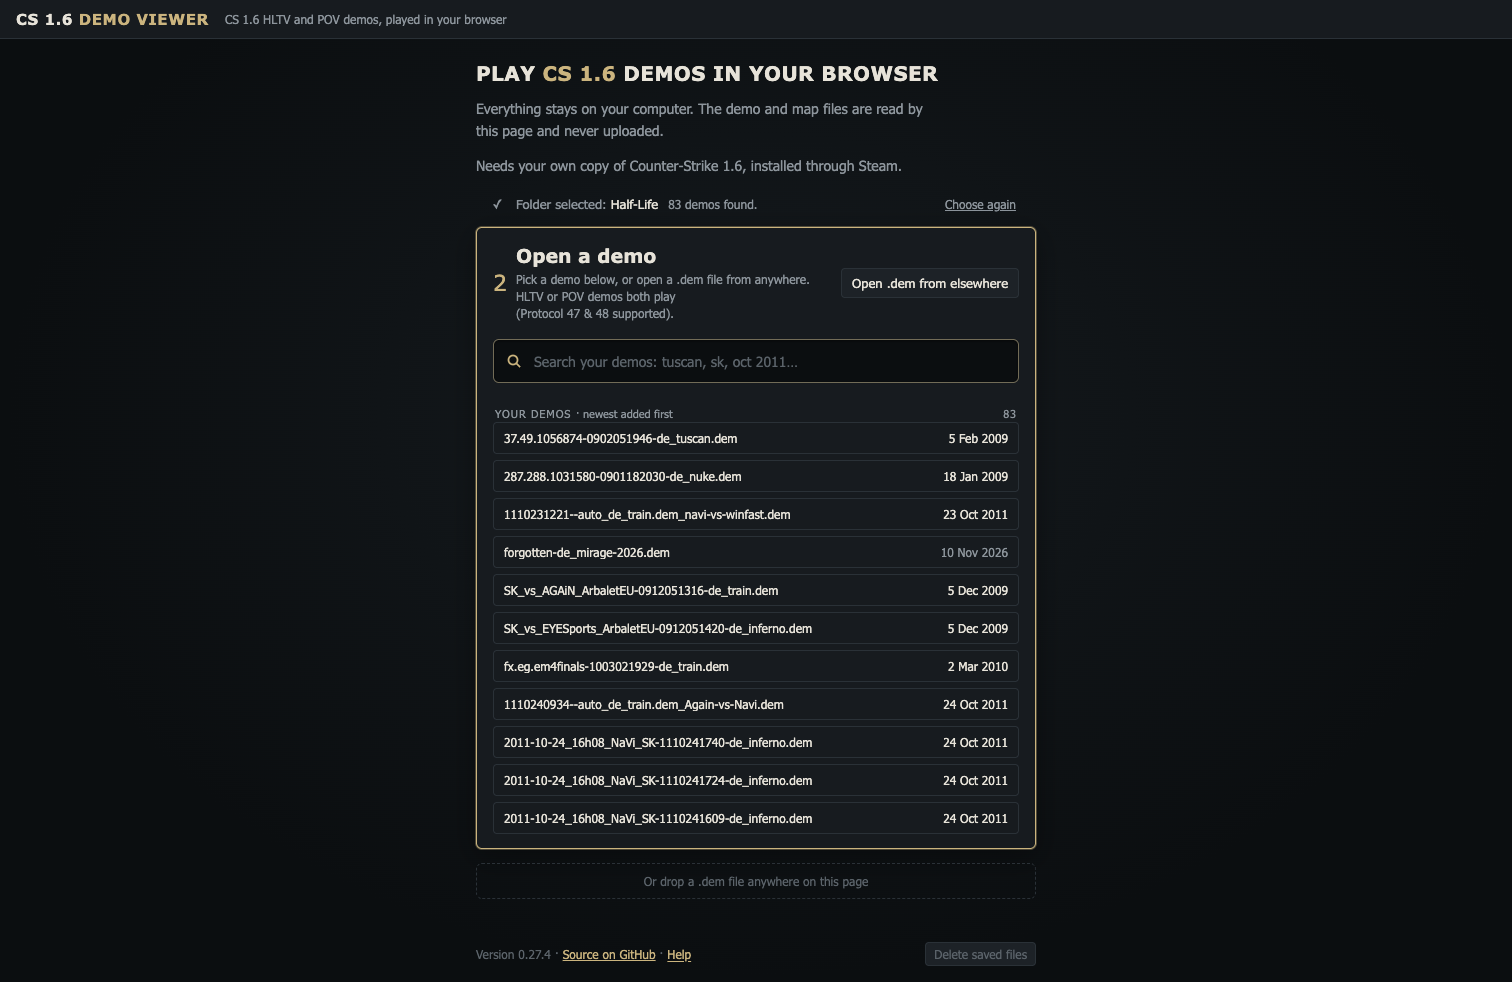 CS 1.6 DEMO VIEWER CS 1.6 HLTV and POV demos, played in your browser
PLAY CS 1.6 DEMOS IN YOUR BROWSER
Everything stays on your computer. The demo and map files are read by
this page and never uploaded.
Needs your own copy of Counter-Strike 1.6, installed through Steam.
✓ Folder selected: Half-Life 83 demos found. Choose again
Open a demo
2 Pick a demo below, or open a .dem file from anywhere.
HLTV or POV demos both play
(Protocol 47 & 48 supported).
Open .dem from elsewhere
Search your demos: tuscan, sk, oct 2011...
YOUR DEMOS · newest added first 83
37.49.1056874-0902051946-de_tuscan.dem 5 Feb 2009
287.288.1031580-0901182030-de_nuke.dem 18 Jan 2009
1110231221--auto_de_train.dem_navi-vs-winfast.dem 23 Oct 2011
forgotten-de_mirage-2026.dem 10 Nov 2026
SK_vs_AGAiN_ArbaletEU-0912051316-de_train.dem 5 Dec 2009
SK_vs_EYESports_ArbaletEU-0912051420-de_inferno.dem 5 Dec 2009
fx.eg.em4finals-1003021929-de_train.dem 2 Mar 2010
1110240934--auto_de_train.dem_Again-vs-Navi.dem 24 Oct 2011
2011-10-24_16h08_NaVi_SK-1110241740-de_inferno.dem 24 Oct 2011
2011-10-24_16h08_NaVi_SK-1110241724-de_inferno.dem 24 Oct 2011
2011-10-24_16h08_NaVi_SK-1110241609-de_inferno.dem 24 Oct 2011
Or drop a .dem file anywhere on this page
Version 0.27.4 · Source on GitHub · Help Delete saved files